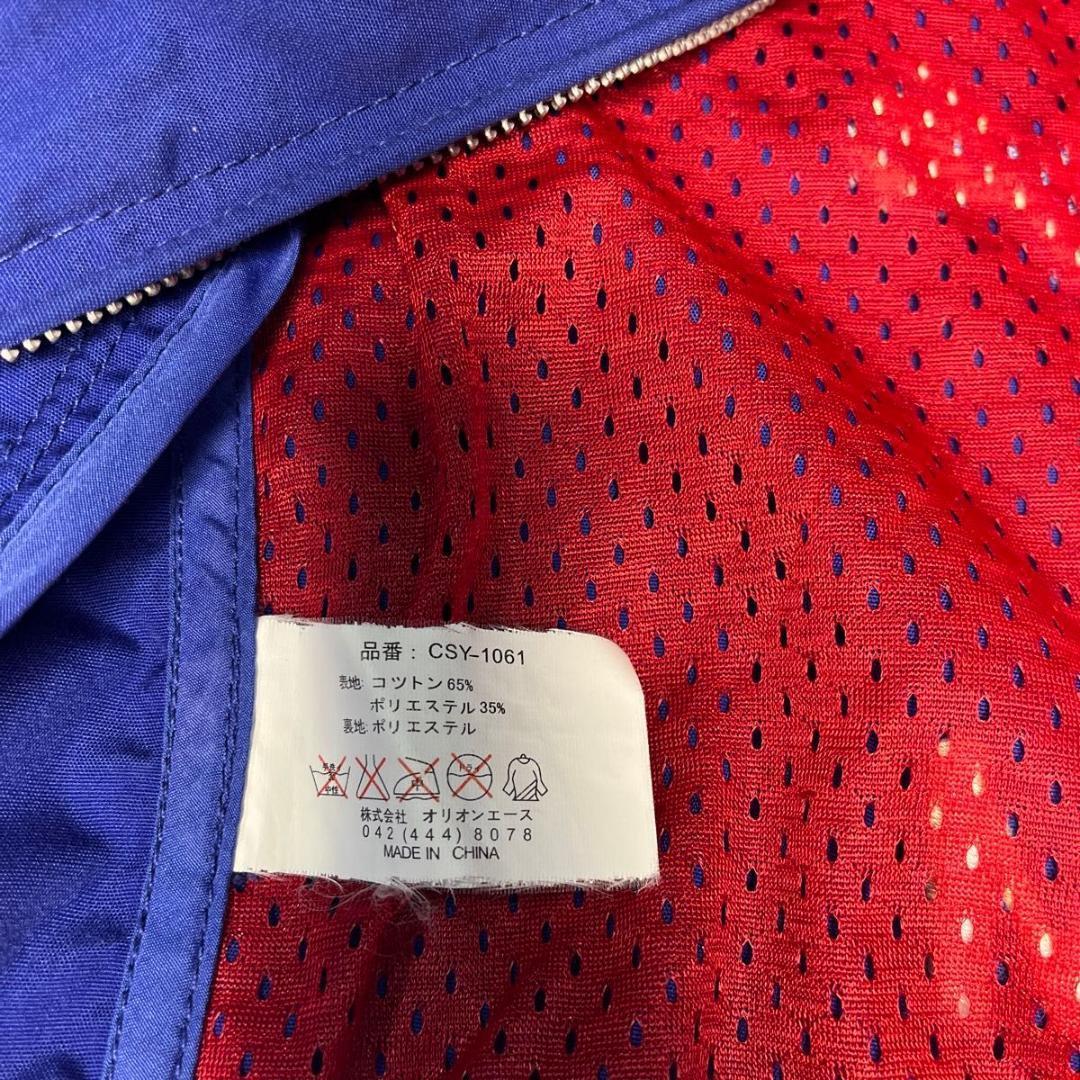 品番：CSY-1061
表地: コツトン 65%
ポリエステル 35%
裏地: ポリエステル
中性
株式会社 オリオンエース
042(444)8078
MADE IN CHINA